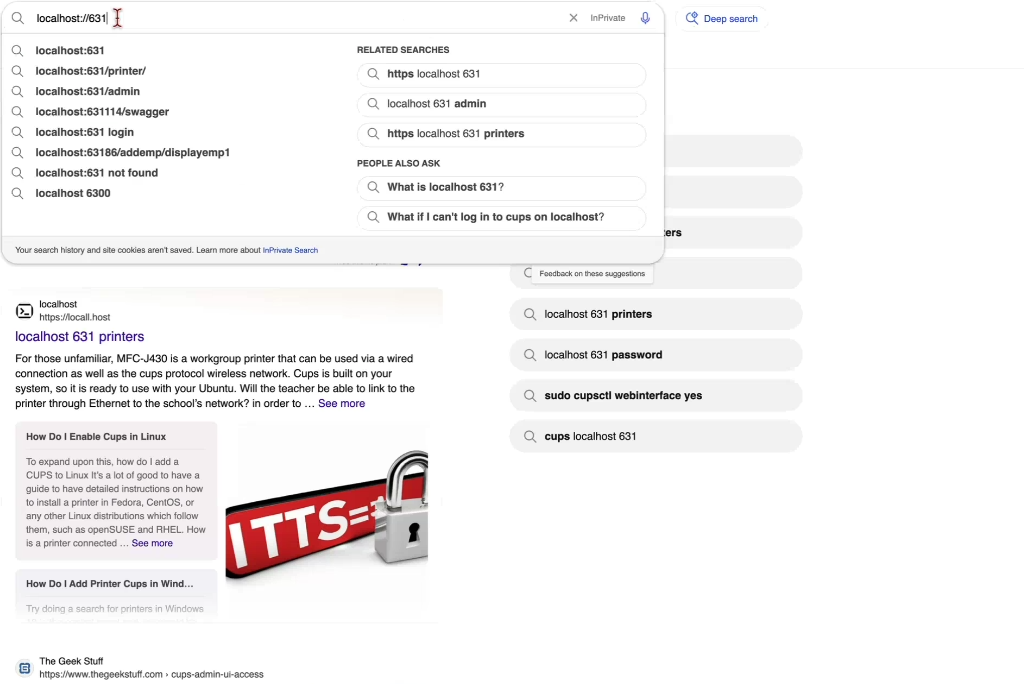 localhost://631
InPrivate
Deep search
localhost:631
localhost:631/printer/
localhost:631/admin
localhost:631114/swagger
localhost:631 login
localhost:63186/addemp/displayemp1
localhost:631 not found
localhost 6300
RELATED SEARCHES
https localhost 631
localhost 631 admin
https localhost 631 printers
PEOPLE ALSO ASK
What is localhost 631?
What if I can't log in to cups on localhost?
Your search history and site cookies aren't saved. Learn more about InPrivate Search
Feedback on these suggestions
localhost
https://locall.host
localhost 631 printers
For those unfamiliar, MFC-J430 is a workgroup printer that can be used via a wired
connection as well as the cups protocol wireless network. Cups is built on your
system, so it is ready to use with your Ubuntu. Will the teacher be able to link to the
printer through Ethernet to the school's network? in order to … See more
How Do I Enable Cups in Linux
To expand upon this, how do I add a
CUPS to Linux It's a lot of good to have a
guide to have detailed instructions on how
to install a printer in Fedora, CentOS, or
any other Linux distributions which follow
them, such as openSUSE and RHEL. How
is a printer connected … See more
How Do I Add Printer Cups in Wind…
Try doing a search for printers in Windows
ITTS=
ters
localhost 631 printers
localhost 631 password
sudo cupsctl webinterface yes
cups localhost 631
The Geek Stuff
https://www.thegeekstuff.com › cups-admin-ui-access